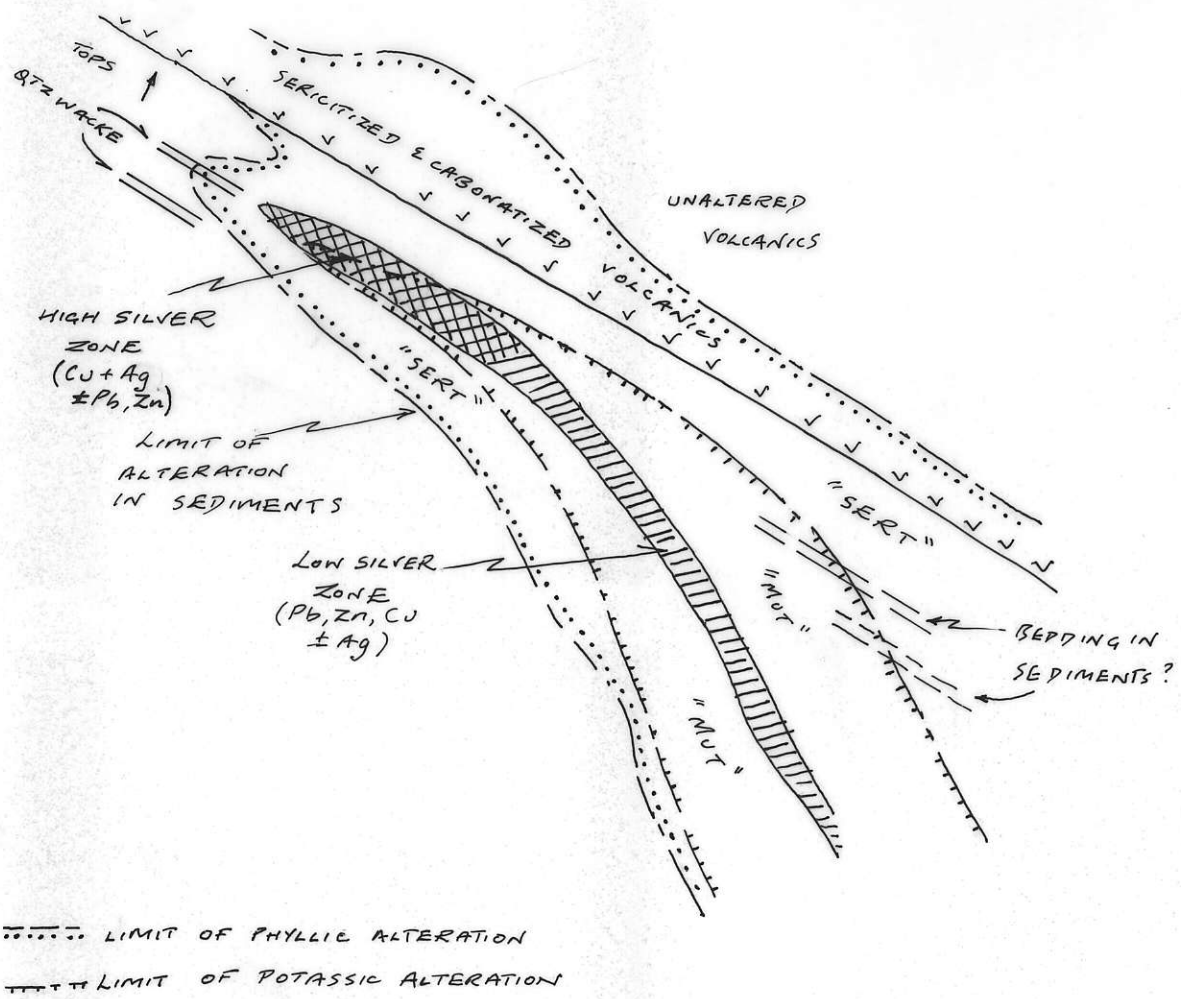 TOPS
QTZ WACKE
SERICITIZED & CABONATIZED VOLCANICS
UNALTERED
VOLCANICS
HIGH SILVER
ZONE
(Cu + Ag
± Pb, Zn)
"SERT"
LIMIT OF
ALTERATION
IN SEDIMENTS
"SERT"
LOW SILVER
ZONE
(Pb, Zn, Cu
± Ag)
"MUT"
BEDDING IN
SEDIMENTS?
"MUT"
LIMIT OF PHYLLIC ALTERATION
LIMIT OF POTASSIC ALTERATION